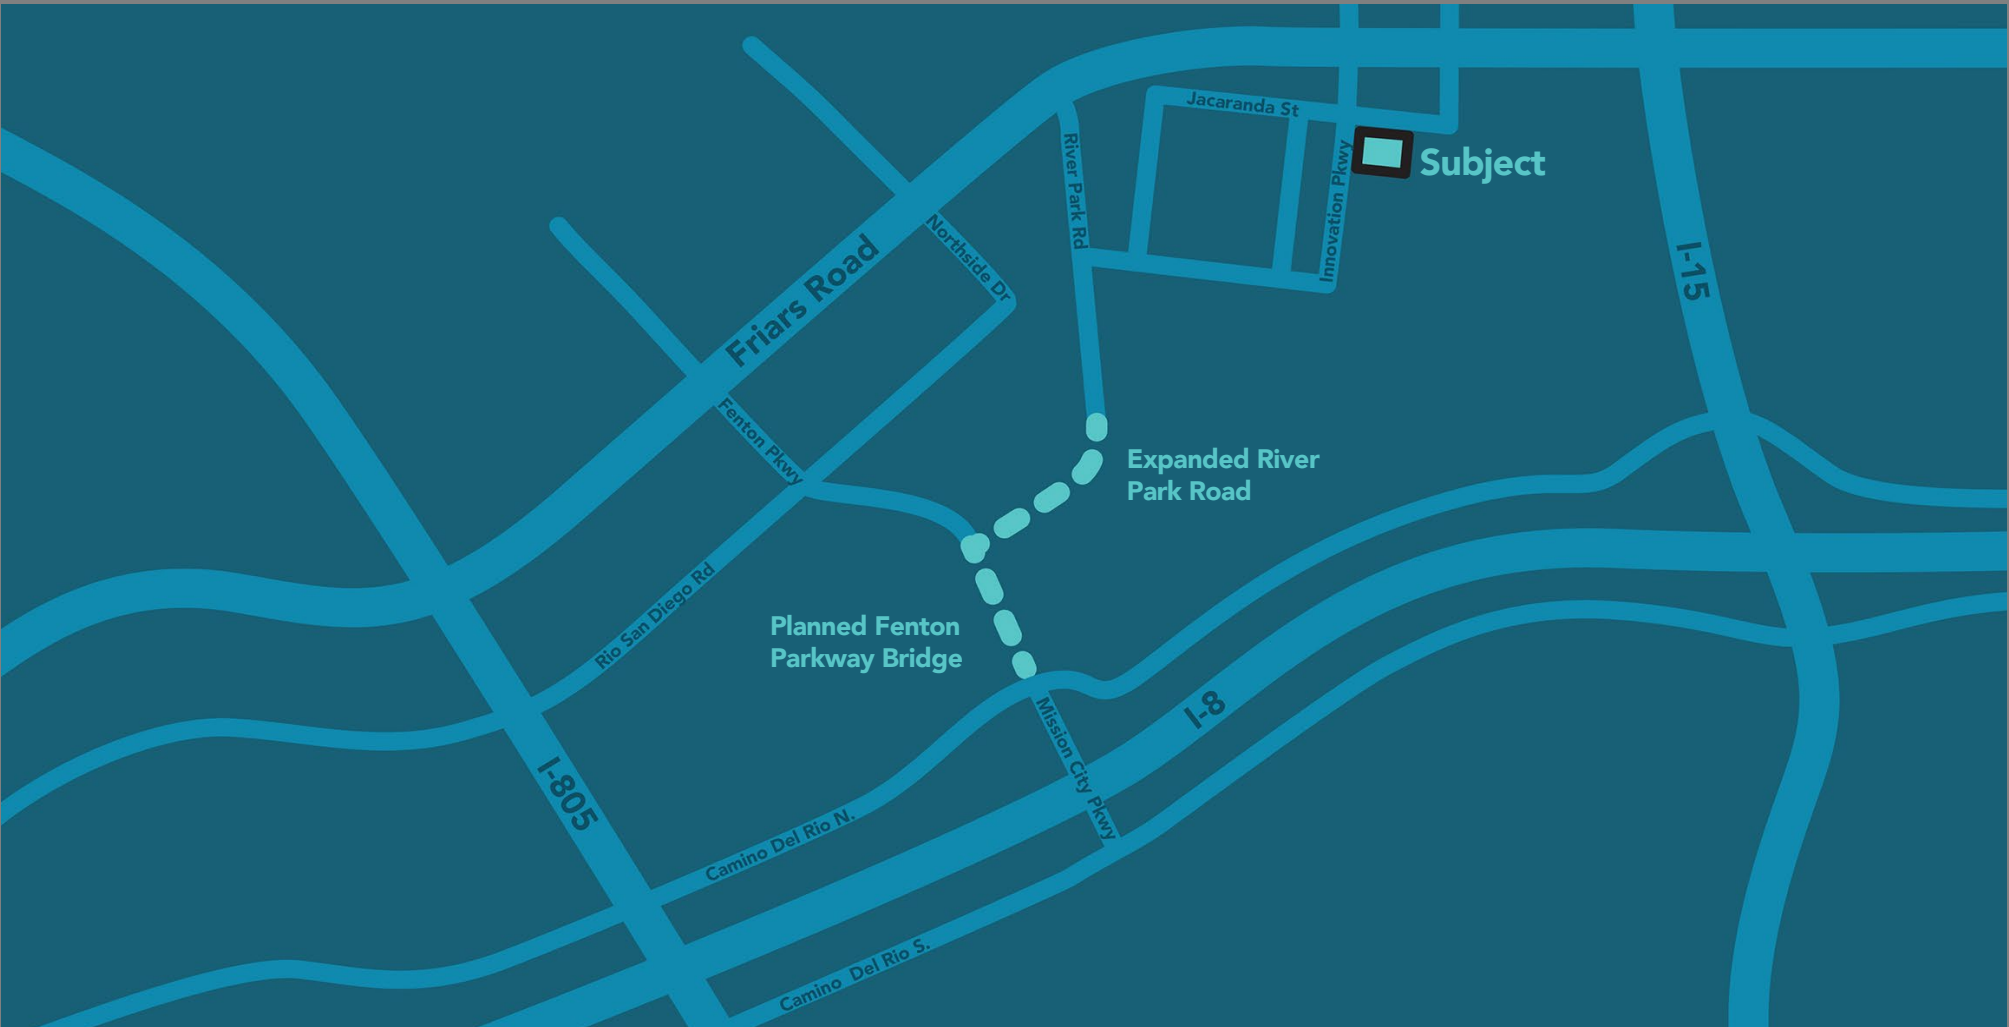 Jacaranda St
Subject
River Park Rd
Innovation Pkwy
Northside Dr
Friars Road
I-15
Fenton Pkwy
Expanded River
Park Road
Rio San Diego Rd
Planned Fenton
Parkway Bridge
Mission City Pkwy
I-8
I-805
Camino Del Rio N.
Camino Del Rio S.